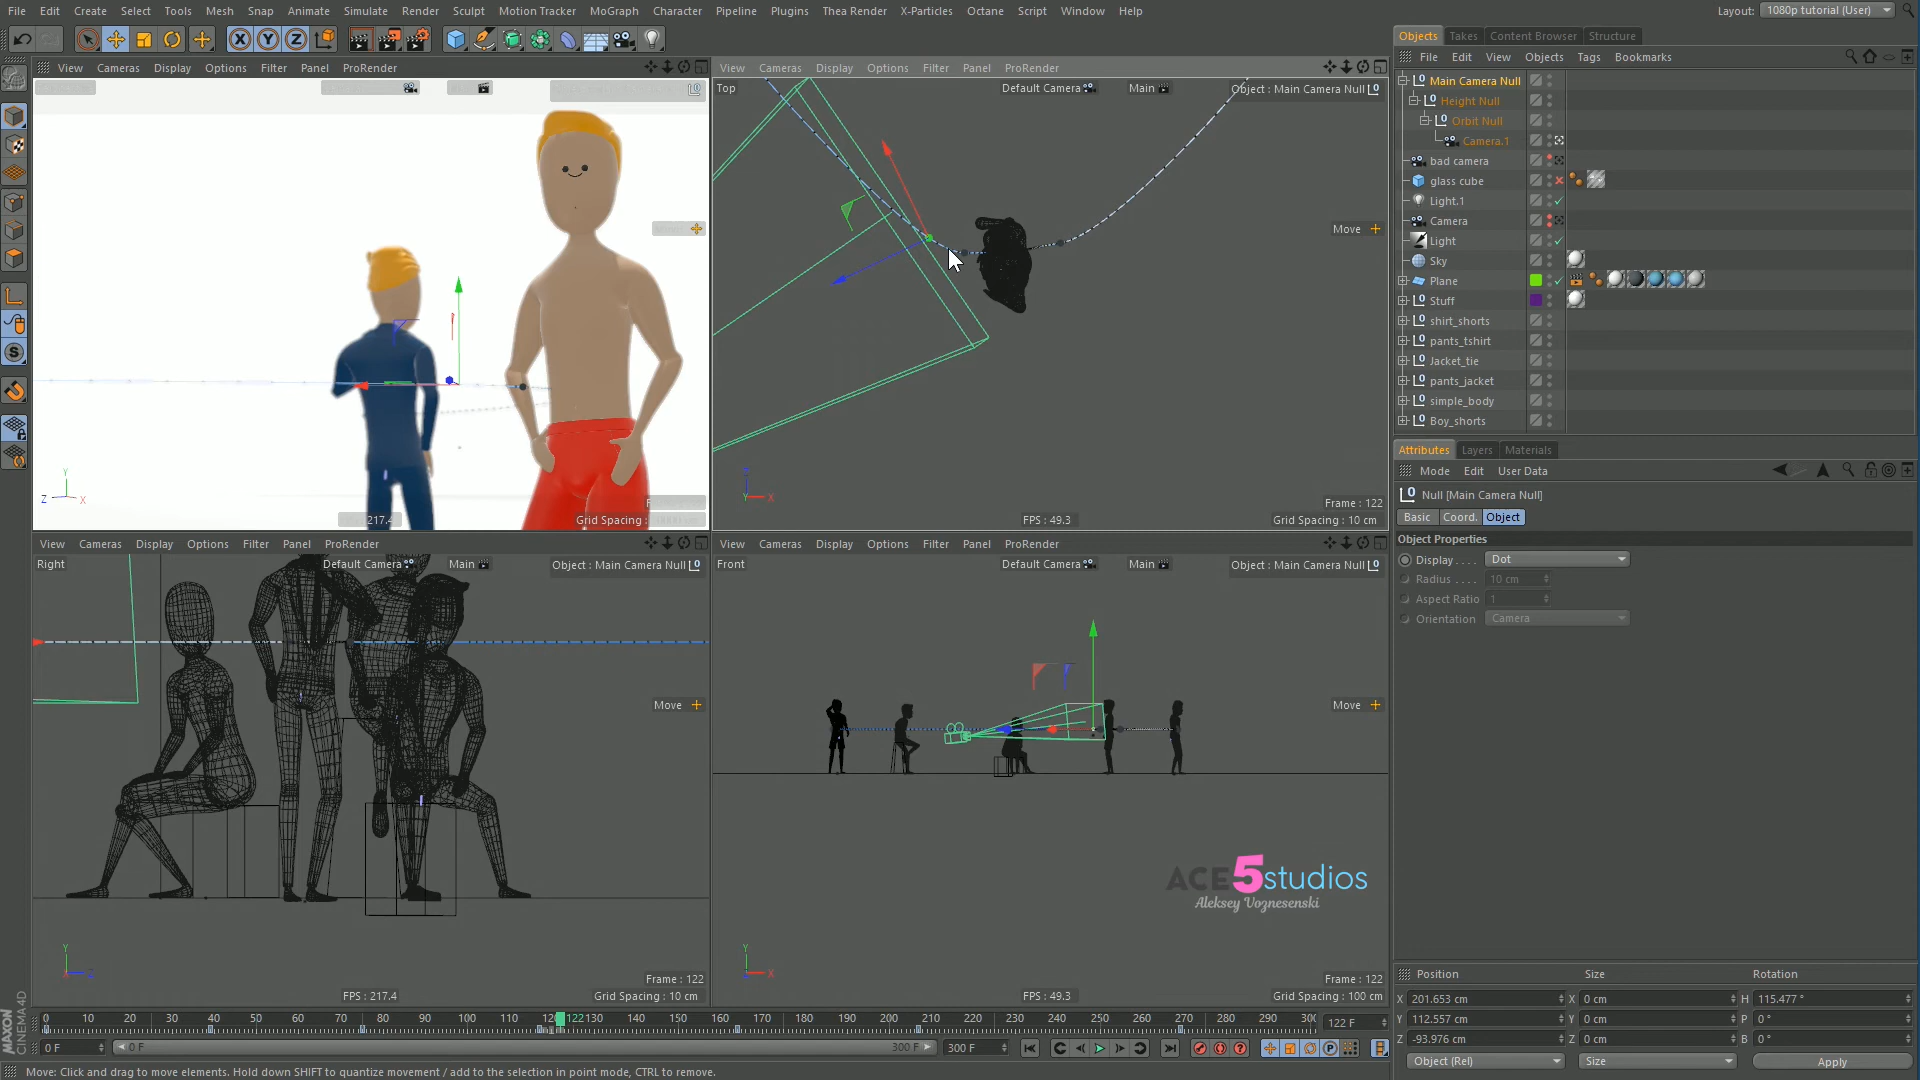 File Edit Create Select Tools Mesh Snap Animate Simulate Render Sculpt Motion Tracker MoGraph Character Pipeline Plugins Thea Render X-Particles Octane Script Window Help
Layout: 1080p tutorial (User)
Objects Takes Content Browser Structure
File Edit View Objects Tags Bookmarks
View Cameras Display Options Filter Panel ProRender
View Cameras Display Options Filter Panel ProRender
Top
Default Camera
Main
Object : Main Camera Null
Move
Main Camera Null
Height Null
Orbit Null
Camera.1
bad camera
glass cube
Light.1
Camera
Light
Sky
Plane
Stuff
shirt_shorts
pants_tshirt
Jacket_tie
pants_jacket
simple_body
Boy_shorts
Y
Z X
217.4
Grid Spacing :
Y X
Frame : 122
FPS : 49.3
Grid Spacing : 10 cm
Attributes Layers Materials
Mode Edit User Data
Null [Main Camera Null]
Basic Coord. Object
Object Properties
Display . . . . Dot
Radius . . . . 10 cm
Aspect Ratio 1
Orientation Camera
View Cameras Display Options Filter Panel ProRender
View Cameras Display Options Filter Panel ProRender
Right
Default Camera
Main
Object : Main Camera Null
Move
Front
Default Camera
Main
Object : Main Camera Null
Move
ACE5studios
Aleksey Voznesenski
Y
Frame : 122
FPS : 217.4
Grid Spacing : 10 cm
Y
X
Frame : 122
FPS : 49.3
Grid Spacing : 100 cm
Position Size Rotation
X 201.653 cm X 0 cm H 115.477 °
Y 112.557 cm Y 0 cm P 0 °
Z -93.976 cm Z 0 cm B 0 °
Object (Rel) Size Apply
MAXON
CINEMA4D
0 10 20 30 40 50 60 70 80 90 100 110 120 122 130 140 150 160 170 180 190 200 210 220 230 240 250 260 270 280 290 300
122 F
0 F
0 F
300 F
300 F
Move: Click and drag to move elements. Hold down SHIFT to quantize movement / add to the selection in point mode, CTRL to remove.